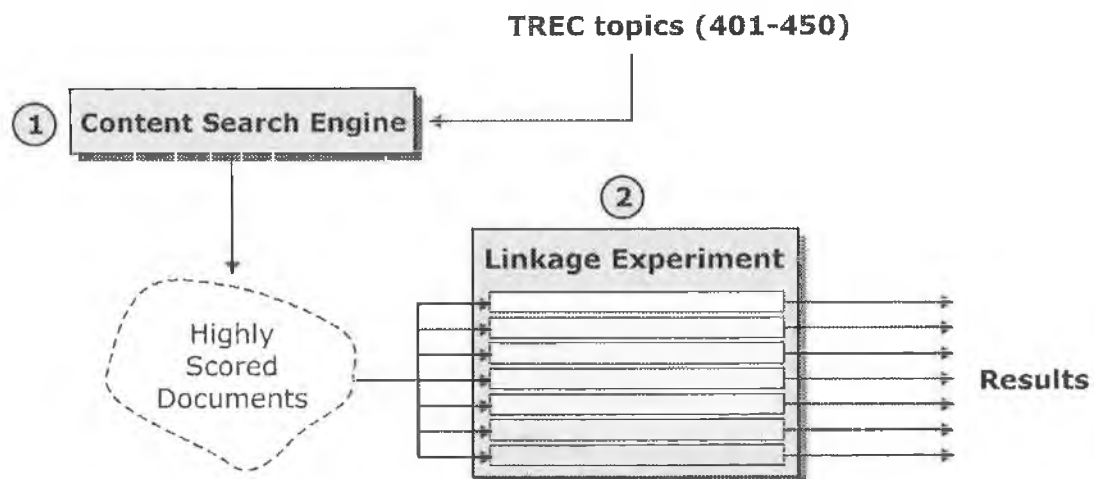 TREC topics (401-450)
1
Content Search Engine
2
Linkage Experiment
Highly
Scored
Documents
Results